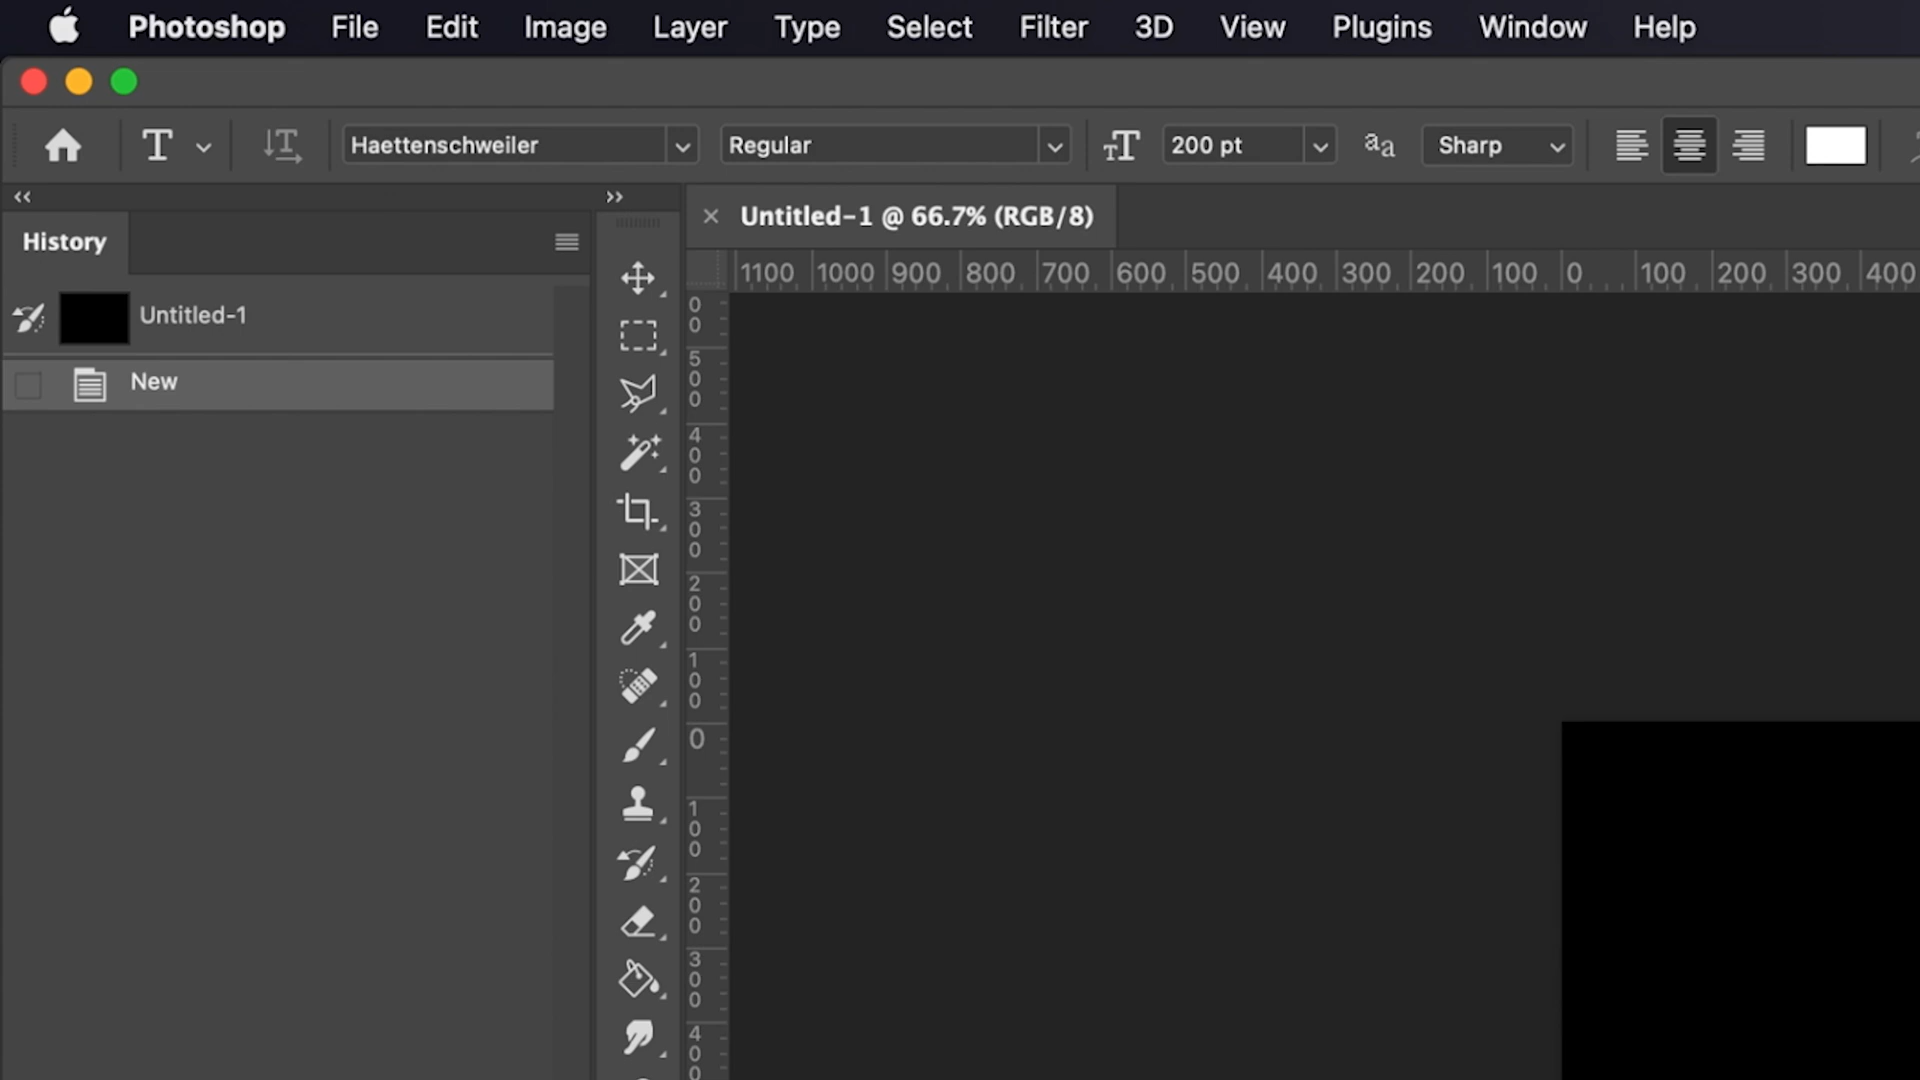 Photoshop File Edit Image Layer Type Select Filter 3D View Plugins Window Help
T Haettenschweiler Regular 200 pt aa Sharp
Untitled-1 @ 66.7% (RGB/8)
History
1100 1000 900 800 700 600 500 400 300 200 100 0 100 200 300 400
Untitled-1
New
00
500
400
300
200
100
0
100
200
300
400